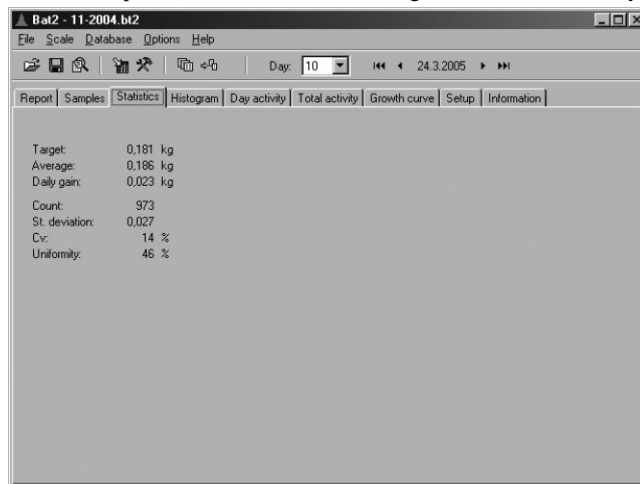 Bat2 - 11-2004.bt2
File Scale Database Options Help
Day: 10 24.3.2005
Report Samples Statistics Histogram Day activity Total activity Growth curve Setup Information
Target: 0,181 kg
Average: 0,186 kg
Daily gain: 0,023 kg
Count: 973
St. deviation: 0,027
Cv: 14 %
Uniformity: 46 %